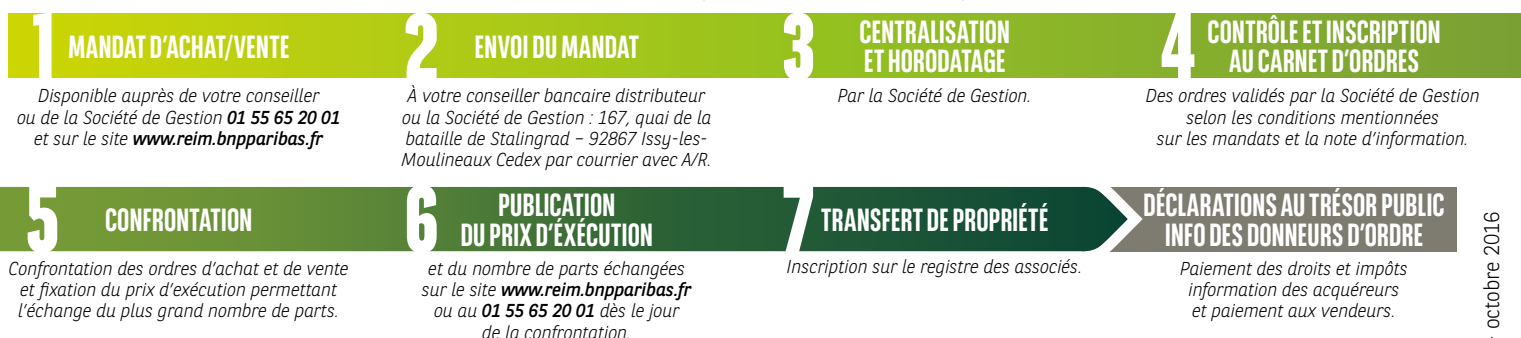 1 MANDAT D'ACHAT/VENTE
Disponible auprès de votre conseiller
ou de la Société de Gestion 01 55 65 20 01
et sur le site www.reim.bnpparibas.fr
2 ENVOI DU MANDAT
À votre conseiller bancaire distributeur
ou la Société de Gestion : 167, quai de la
bataille de Stalingrad – 92867 Issy-les-
Moulineaux Cedex par courrier avec A/R.
3 CENTRALISATION
ET HORODATAGE
Par la Société de Gestion.
4 CONTRÔLE ET INSCRIPTION
AU CARNET D'ORDRES
Des ordres validés par la Société de Gestion
selon les conditions mentionnées
sur les mandats et la note d'information.
5 CONFRONTATION
Confrontation des ordres d'achat et de vente
et fixation du prix d'exécution permettant
l'échange du plus grand nombre de parts.
6 PUBLICATION
DU PRIX D'ÉXÉCUTION
et du nombre de parts échangées
sur le site www.reim.bnpparibas.fr
ou au 01 55 65 20 01 dès le jour
de la confrontation.
7 TRANSFERT DE PROPRIÉTÉ
Inscription sur le registre des associés.
DÉCLARATIONS AU TRÉSOR PUBLIC
INFO DES DONNEURS D'ORDRE
Paiement des droits et impôts
information des acquéreurs
et paiement aux vendeurs.
octobre 2016